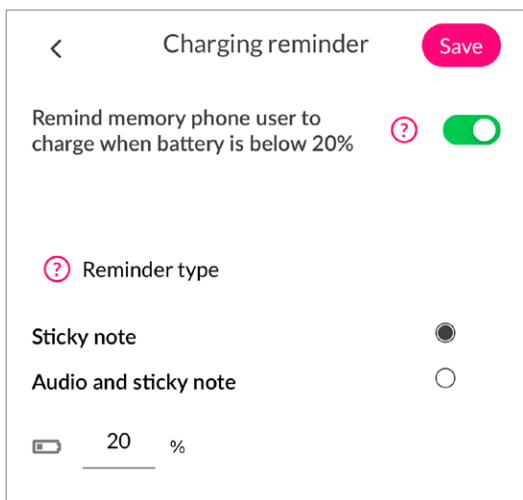 Charging reminder
Save
Remind memory phone user to
charge when battery is below 20%
?
? Reminder type
Sticky note
Audio and sticky note
20 %